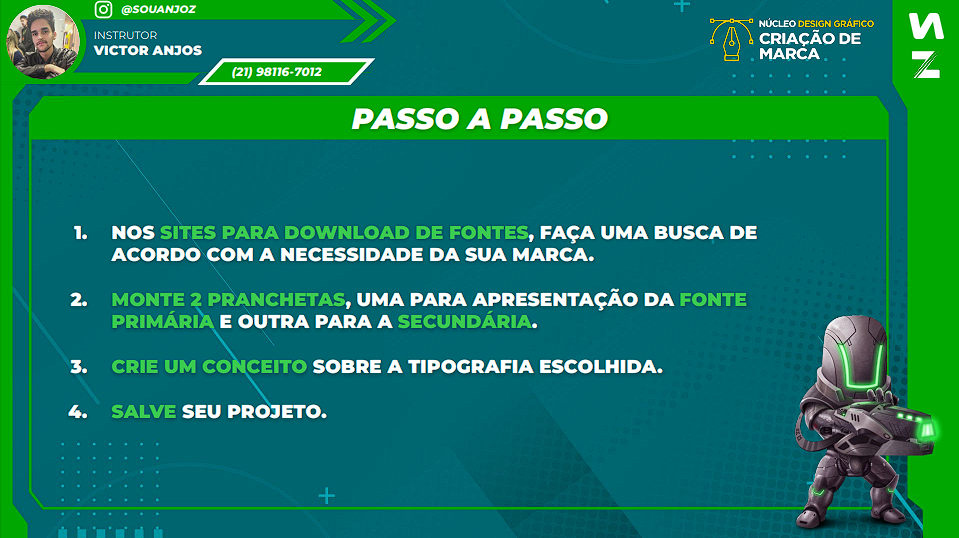 @SOUANJOZ
INSTRUTOR
VICTOR ANJOS
(21) 98116-7012
NÚCLEO DESIGN GRÁFICO
CRIAÇÃO DE
MARCA
PASSO A PASSO
1. NOS SITES PARA DOWNLOAD DE FONTES, FAÇA UMA BUSCA DE
ACORDO COM A NECESSIDADE DA SUA MARCA.
2. MONTE 2 PRANCHETAS, UMA PARA APRESENTAÇÃO DA FONTE
PRIMÁRIA E OUTRA PARA A SECUNDÁRIA.
3. CRIE UM CONCEITO SOBRE A TIPOGRAFIA ESCOLHIDA.
4. SALVE SEU PROJETO.